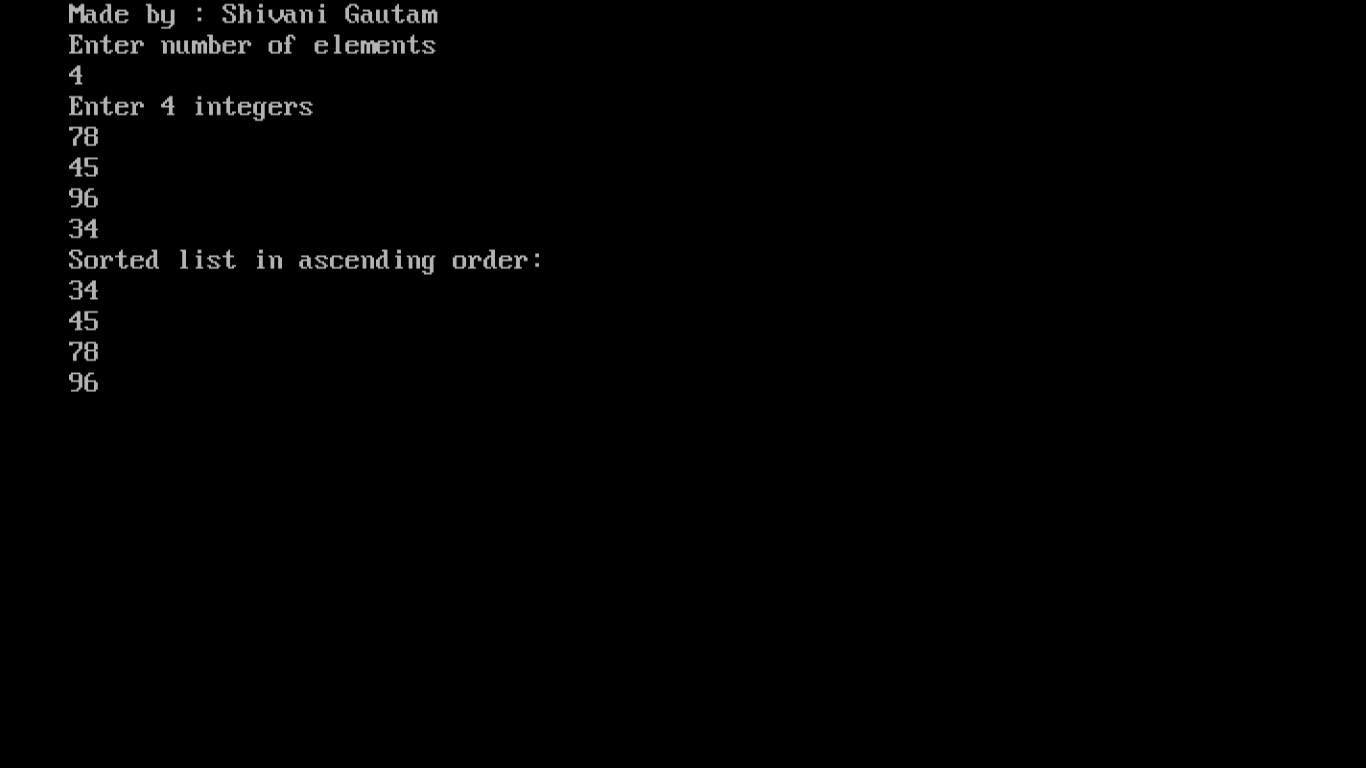 Made by : Shivani Gautam
Enter number of elements
4
Enter 4 integers
78
45
96
34
Sorted list in ascending order:
34
45
78
96